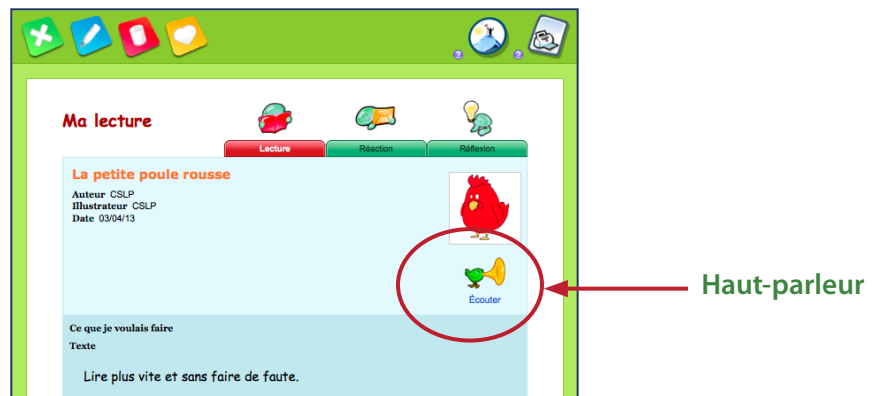 Ma lecture
Lecture
Réaction
Réflexion
La petite poule rousse
Auteur CSLP
Illustrateur CSLP
Date 03/04/13
Écouter
Haut-parleur
Ce que je voulais faire
Texte
Lire plus vite et sans faire de faute.